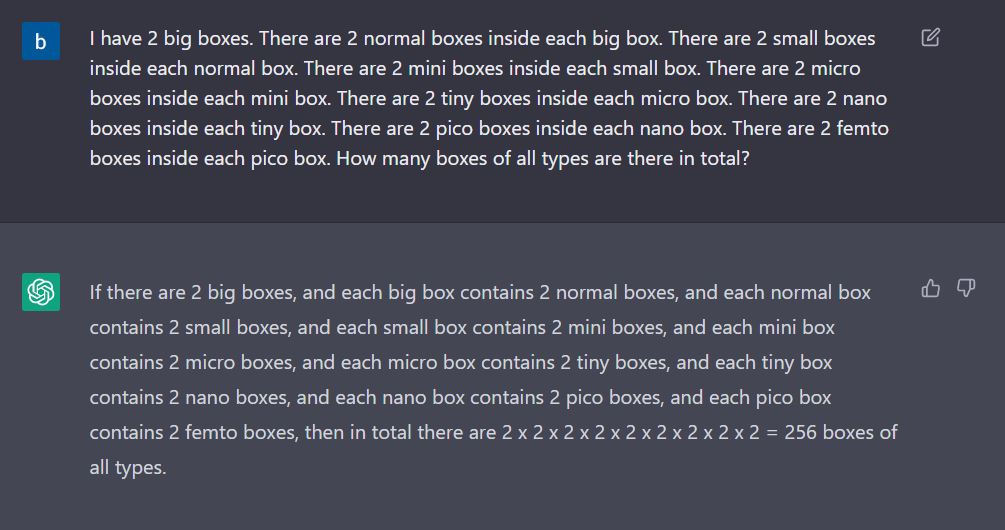 b
I have 2 big boxes. There are 2 normal boxes inside each big box. There are 2 small boxes
inside each normal box. There are 2 mini boxes inside each small box. There are 2 micro
boxes inside each mini box. There are 2 tiny boxes inside each micro box. There are 2 nano
boxes inside each tiny box. There are 2 pico boxes inside each nano box. There are 2 femto
boxes inside each pico box. How many boxes of all types are there in total?
If there are 2 big boxes, and each big box contains 2 normal boxes, and each normal box
contains 2 small boxes, and each small box contains 2 mini boxes, and each mini box
contains 2 micro boxes, and each micro box contains 2 tiny boxes, and each tiny box
contains 2 nano boxes, and each nano box contains 2 pico boxes, and each pico box
contains 2 femto boxes, then in total there are 2 x 2 x 2 x 2 x 2 x 2 x 2 x 2 x 2 = 256 boxes of
all types.